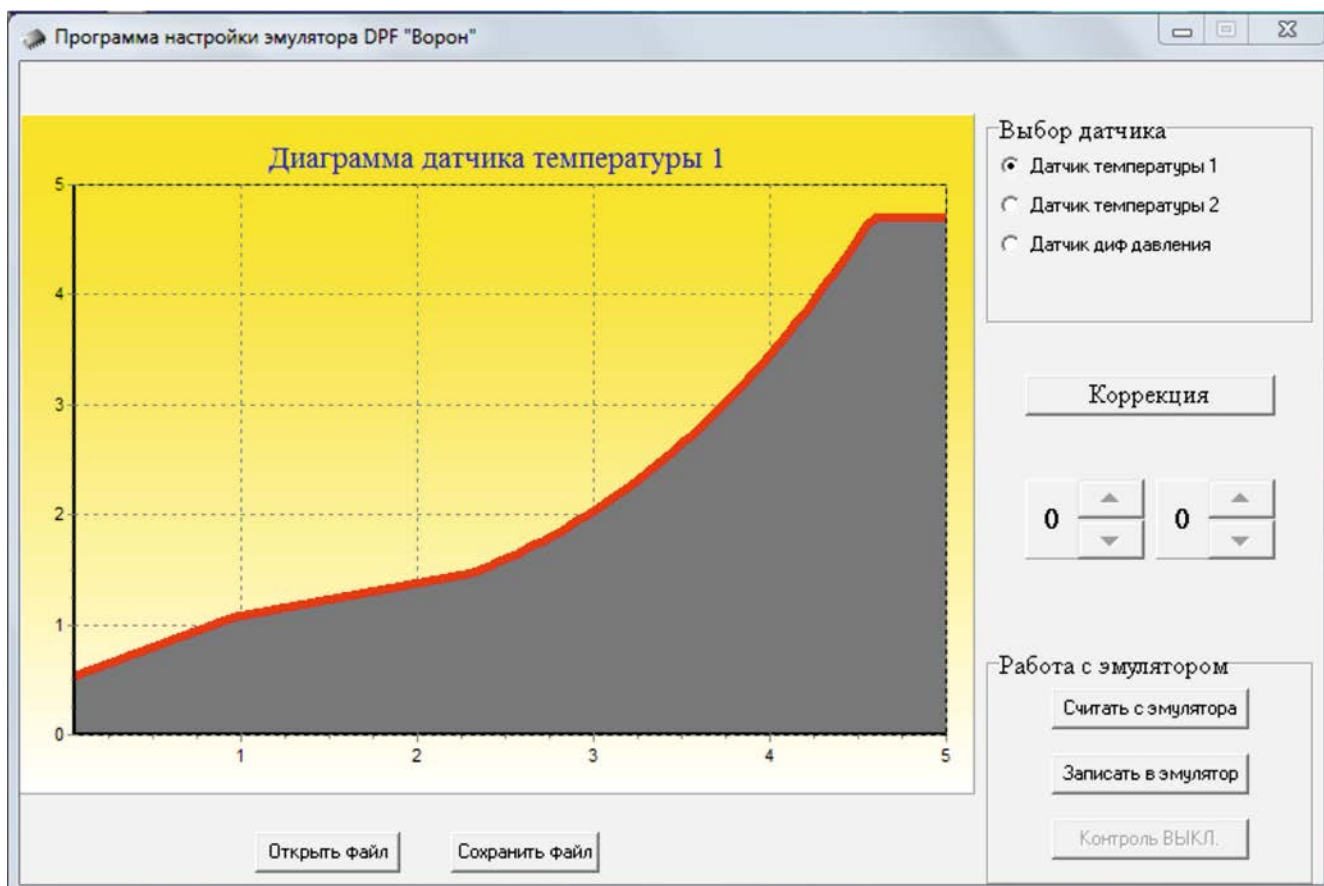 Программа настройки эмулятора DPF "Ворон"
Диаграмма датчика температуры 1
5
4
3
2
1
0
1 2 3 4 5
Выбор датчика
Датчик температуры 1
Датчик температуры 2
Датчик диф давления
Коррекция
0 0
Работа с эмулятором
Считать с эмулятора
Записать в эмулятор
Контроль ВЫКЛ.
Открыть файл Сохранить файл